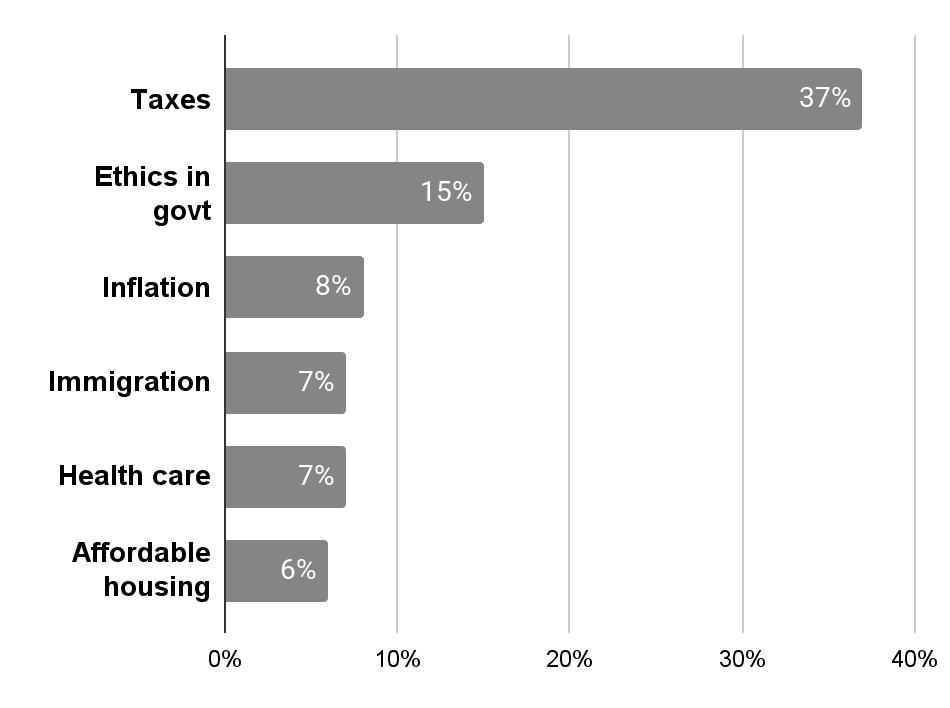 Taxes
37%
Ethics in
govt
15%
Inflation
8%
Immigration
7%
Health care
7%
Affordable
housing
6%
0%
10%
20%
30%
40%